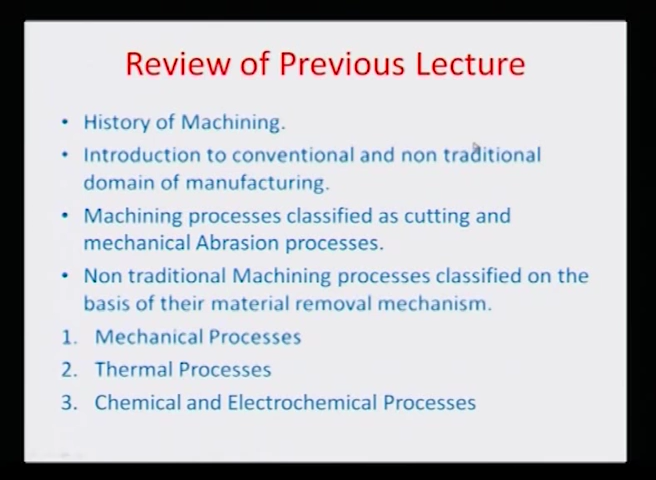 Review of Previous Lecture
• History of Machining.
• Introduction to conventional and non traditional
domain of manufacturing.
• Machining processes classified as cutting and
mechanical Abrasion processes.
• Non traditional Machining processes classified on the
basis of their material removal mechanism.
1. Mechanical Processes
2. Thermal Processes
3. Chemical and Electrochemical Processes